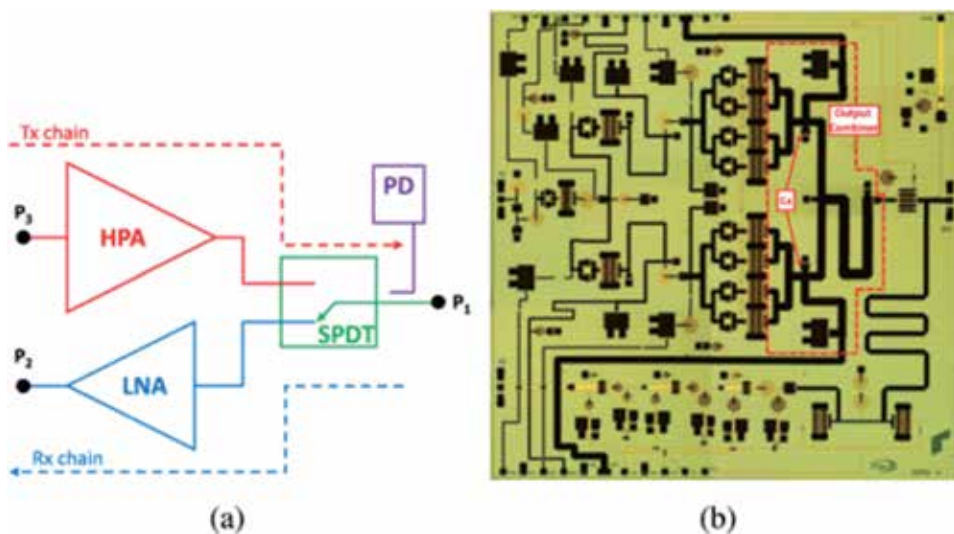 Tx chain
PD
P3
HPA
P1
SPDT
P2
LNA
Rx chain
Output
Combiner
(a)
(b)